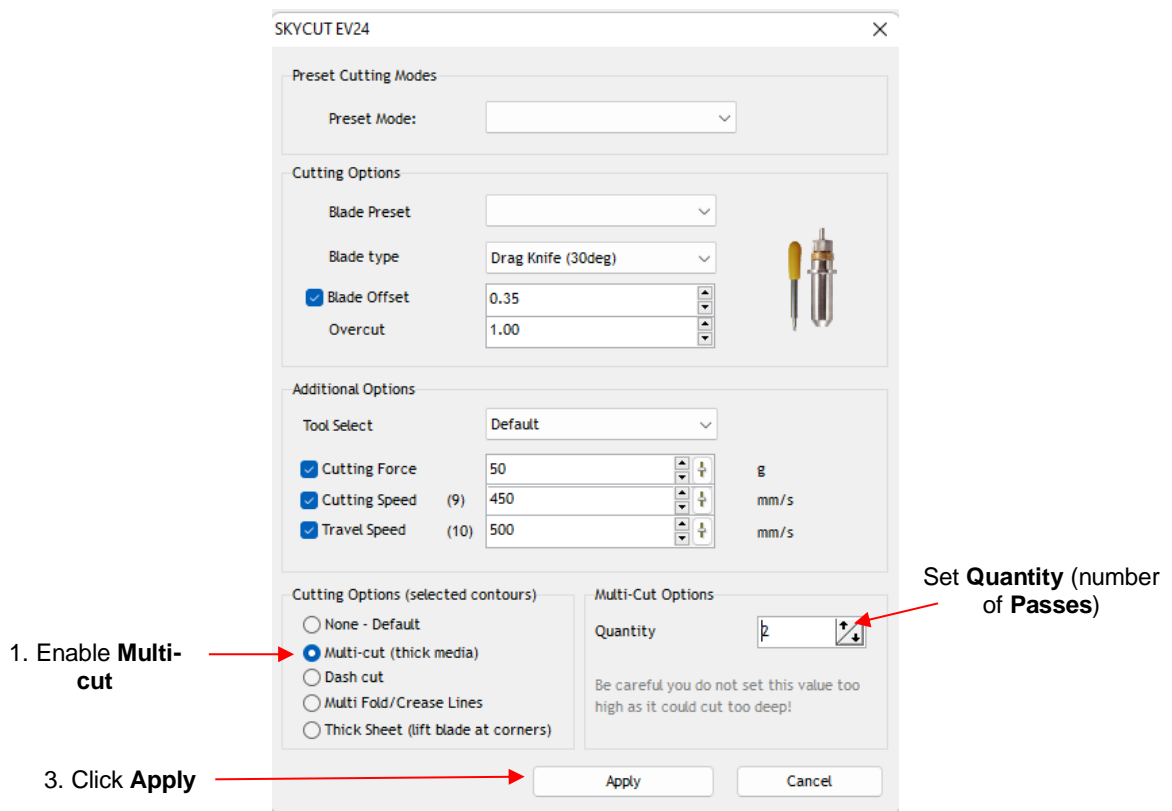 SKYCUT EV24
Preset Cutting Modes
Preset Mode:
Cutting Options
Blade Preset
Blade type Drag Knife (30deg)
Blade Offset 0.35
Overcut 1.00
Additional Options
Tool Select Default
Cutting Force 50 g
Cutting Speed (9) 450 mm/s
Travel Speed (10) 500 mm/s
Cutting Options (selected contours)
None - Default
Multi-cut (thick media)
Dash cut
Multi Fold/Crease Lines
Thick Sheet (lift blade at corners)
Multi-Cut Options
Quantity 2
Be careful you do not set this value too
high as it could cut too deep!
Apply Cancel
Set Quantity (number
of Passes)
1. Enable Multi-
cut
3. Click Apply